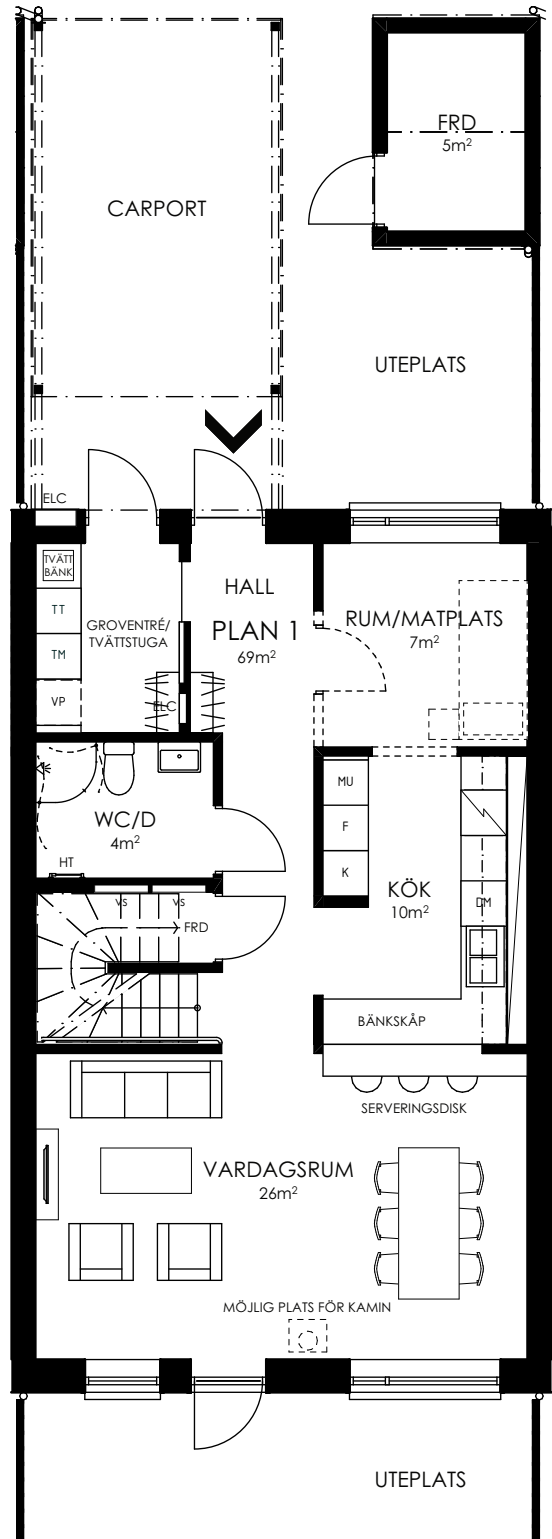 FRD
5m²
CARPORT
UTEPLATS
ELC
TVÄTT
BÄNK
TT
TM
VP
GROVENTRÉ/
TVÄTTSTUGA
ELC
HALL
PLAN 1
69m²
RUM/MATPLATS
7m²
WC/D
4m²
HT
MU
F
K
KÖK
10m²
DM
VS
VS
FRD
BÄNKSKÅP
SERVERINGSDISK
VARDAGSRUM
26m²
MÖJLIG PLATS FÖR KAMIN
UTEPLATS